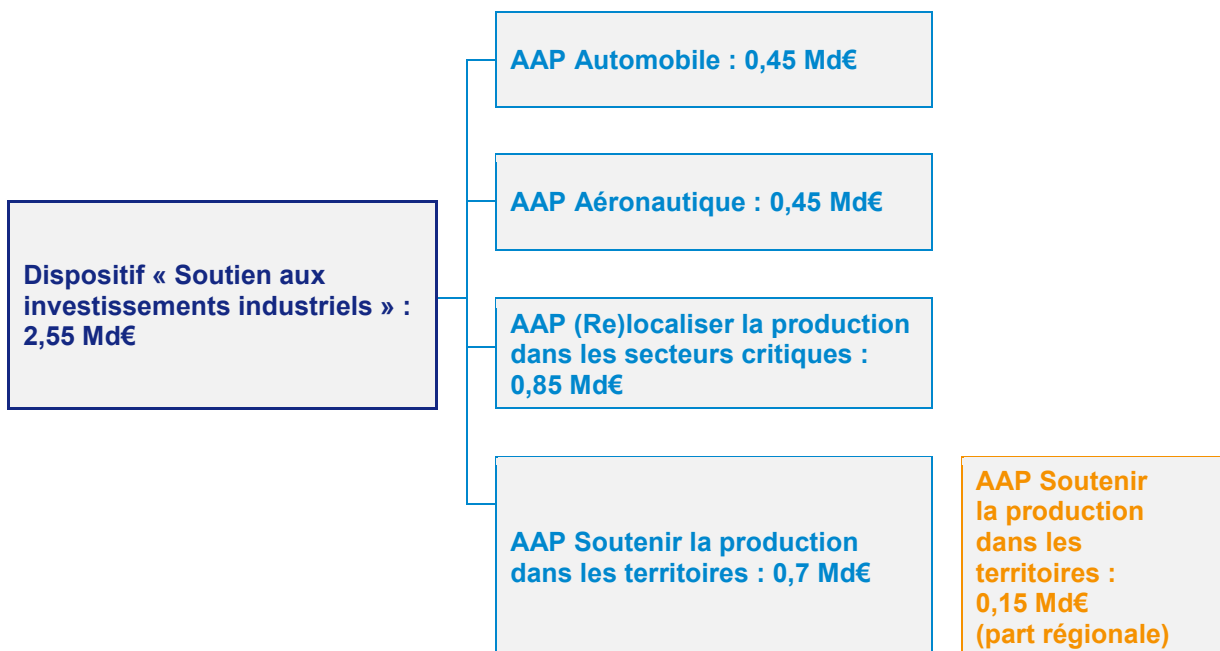 AAP Automobile : 0,45 Md€
AAP Aéronautique : 0,45 Md€
Dispositif « Soutien aux
investissements industriels » :
2,55 Md€
AAP (Re)localiser la production
dans les secteurs critiques :
0,85 Md€
AAP Soutenir la production
dans les territoires : 0,7 Md€
AAP Soutenir
la production
dans les
territoires :
0,15 Md€
(part régionale)